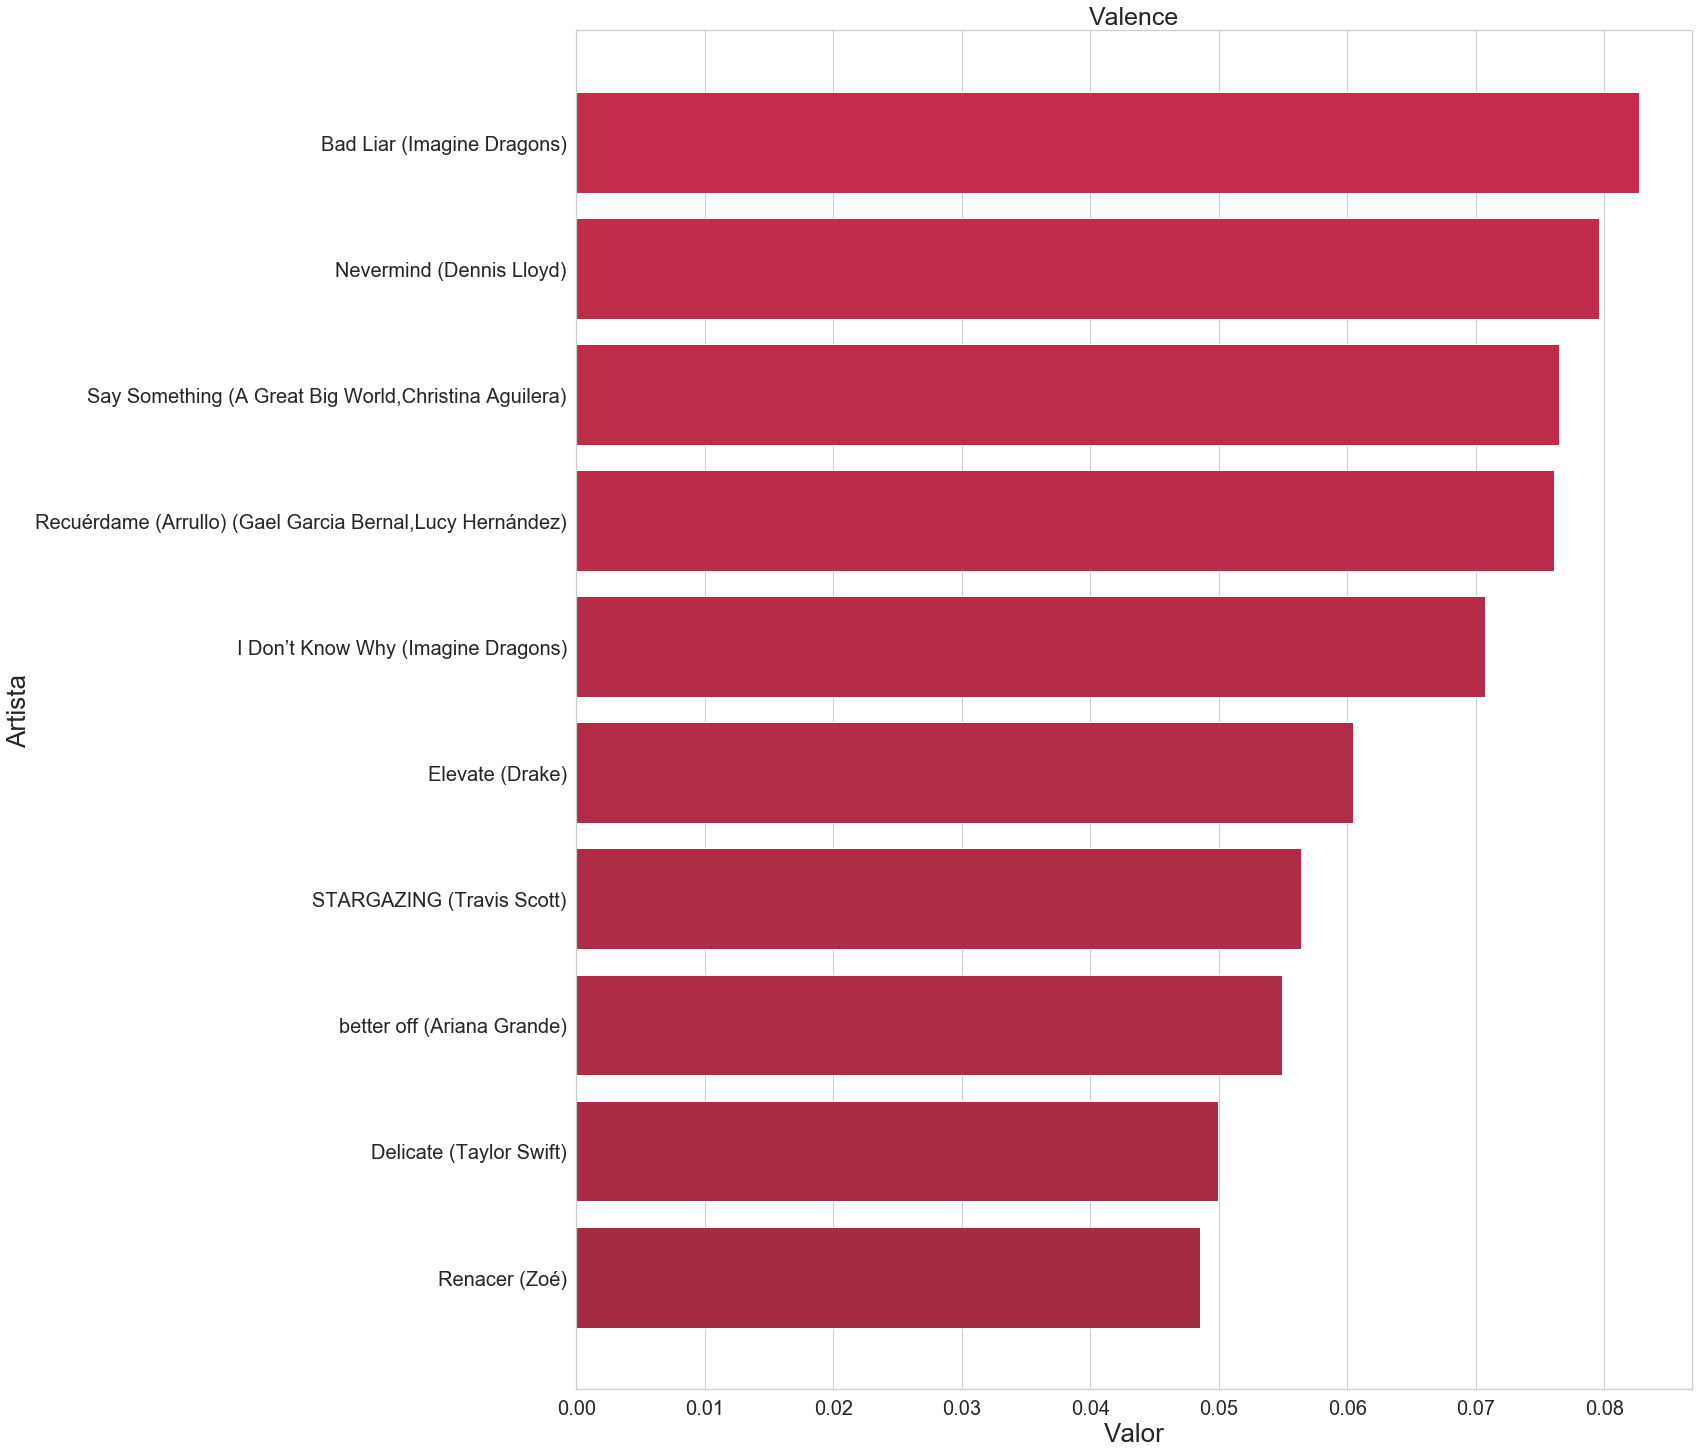 Valence
Bad Liar (Imagine Dragons)
Nevermind (Dennis Lloyd)
Say Something (A Great Big World,Christina Aguilera)
Recuérdame (Arrullo) (Gael Garcia Bernal,Lucy Hernández)
I Don’t Know Why (Imagine Dragons)
Elevate (Drake)
STARGAZING (Travis Scott)
better off (Ariana Grande)
Delicate (Taylor Swift)
Renacer (Zoé)
Artista
0.00 0.01 0.02 0.03 0.04 0.05 0.06 0.07 0.08
Valor